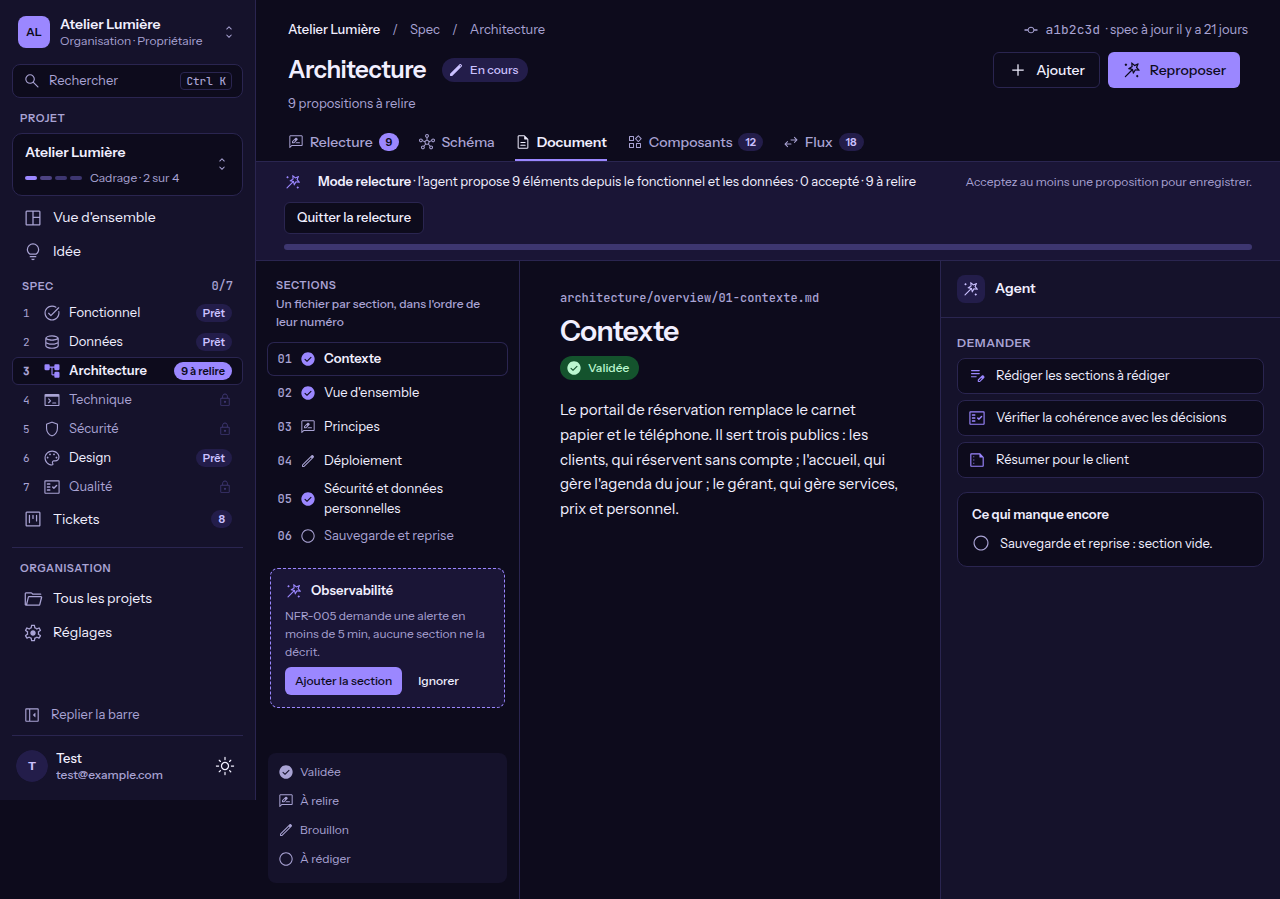 AL
Atelier Lumière
Organisation · Propriétaire
Rechercher
Ctrl K
PROJET
Atelier Lumière
Cadrage · 2 sur 4
Vue d'ensemble
Idée
SPEC
0/7
1 Fonctionnel Prêt
2 Données Prêt
3 Architecture 9 à relire
4 Technique
5 Sécurité
6 Design Prêt
7 Qualité
Tickets 8
ORGANISATION
Tous les projets
Réglages
Replier la barre
T
Test
test@example.com
Atelier Lumière / Spec / Architecture
a1b2c3d · spec à jour il y a 21 jours
Architecture
En cours
Ajouter
Reproposer
9 propositions à relire
Relecture 9
Schéma
Document
Composants 12
Flux 18
Mode relecture · l'agent propose 9 éléments depuis le fonctionnel et les données · 0 accepté · 9 à relire
Acceptez au moins une proposition pour enregistrer.
Quitter la relecture
SECTIONS
Un fichier par section, dans l'ordre de
leur numéro
01 Contexte
02 Vue d'ensemble
03 Principes
04 Déploiement
05 Sécurité et données
personnelles
06 Sauvegarde et reprise
Observabilité
NFR-005 demande une alerte en
moins de 5 min, aucune section ne la
décrit.
Ajouter la section
Ignorer
Validée
À relire
Brouillon
À rédiger
architecture/overview/01-contexte.md
Contexte
Validée
Le portail de réservation remplace le carnet
papier et le téléphone. Il sert trois publics : les
clients, qui réservent sans compte ; l'accueil, qui
gère l'agenda du jour ; le gérant, qui gère services,
prix et personnel.
Agent
DEMANDER
Rédiger les sections à rédiger
Vérifier la cohérence avec les décisions
Résumer pour le client
Ce qui manque encore
Sauvegarde et reprise : section vide.